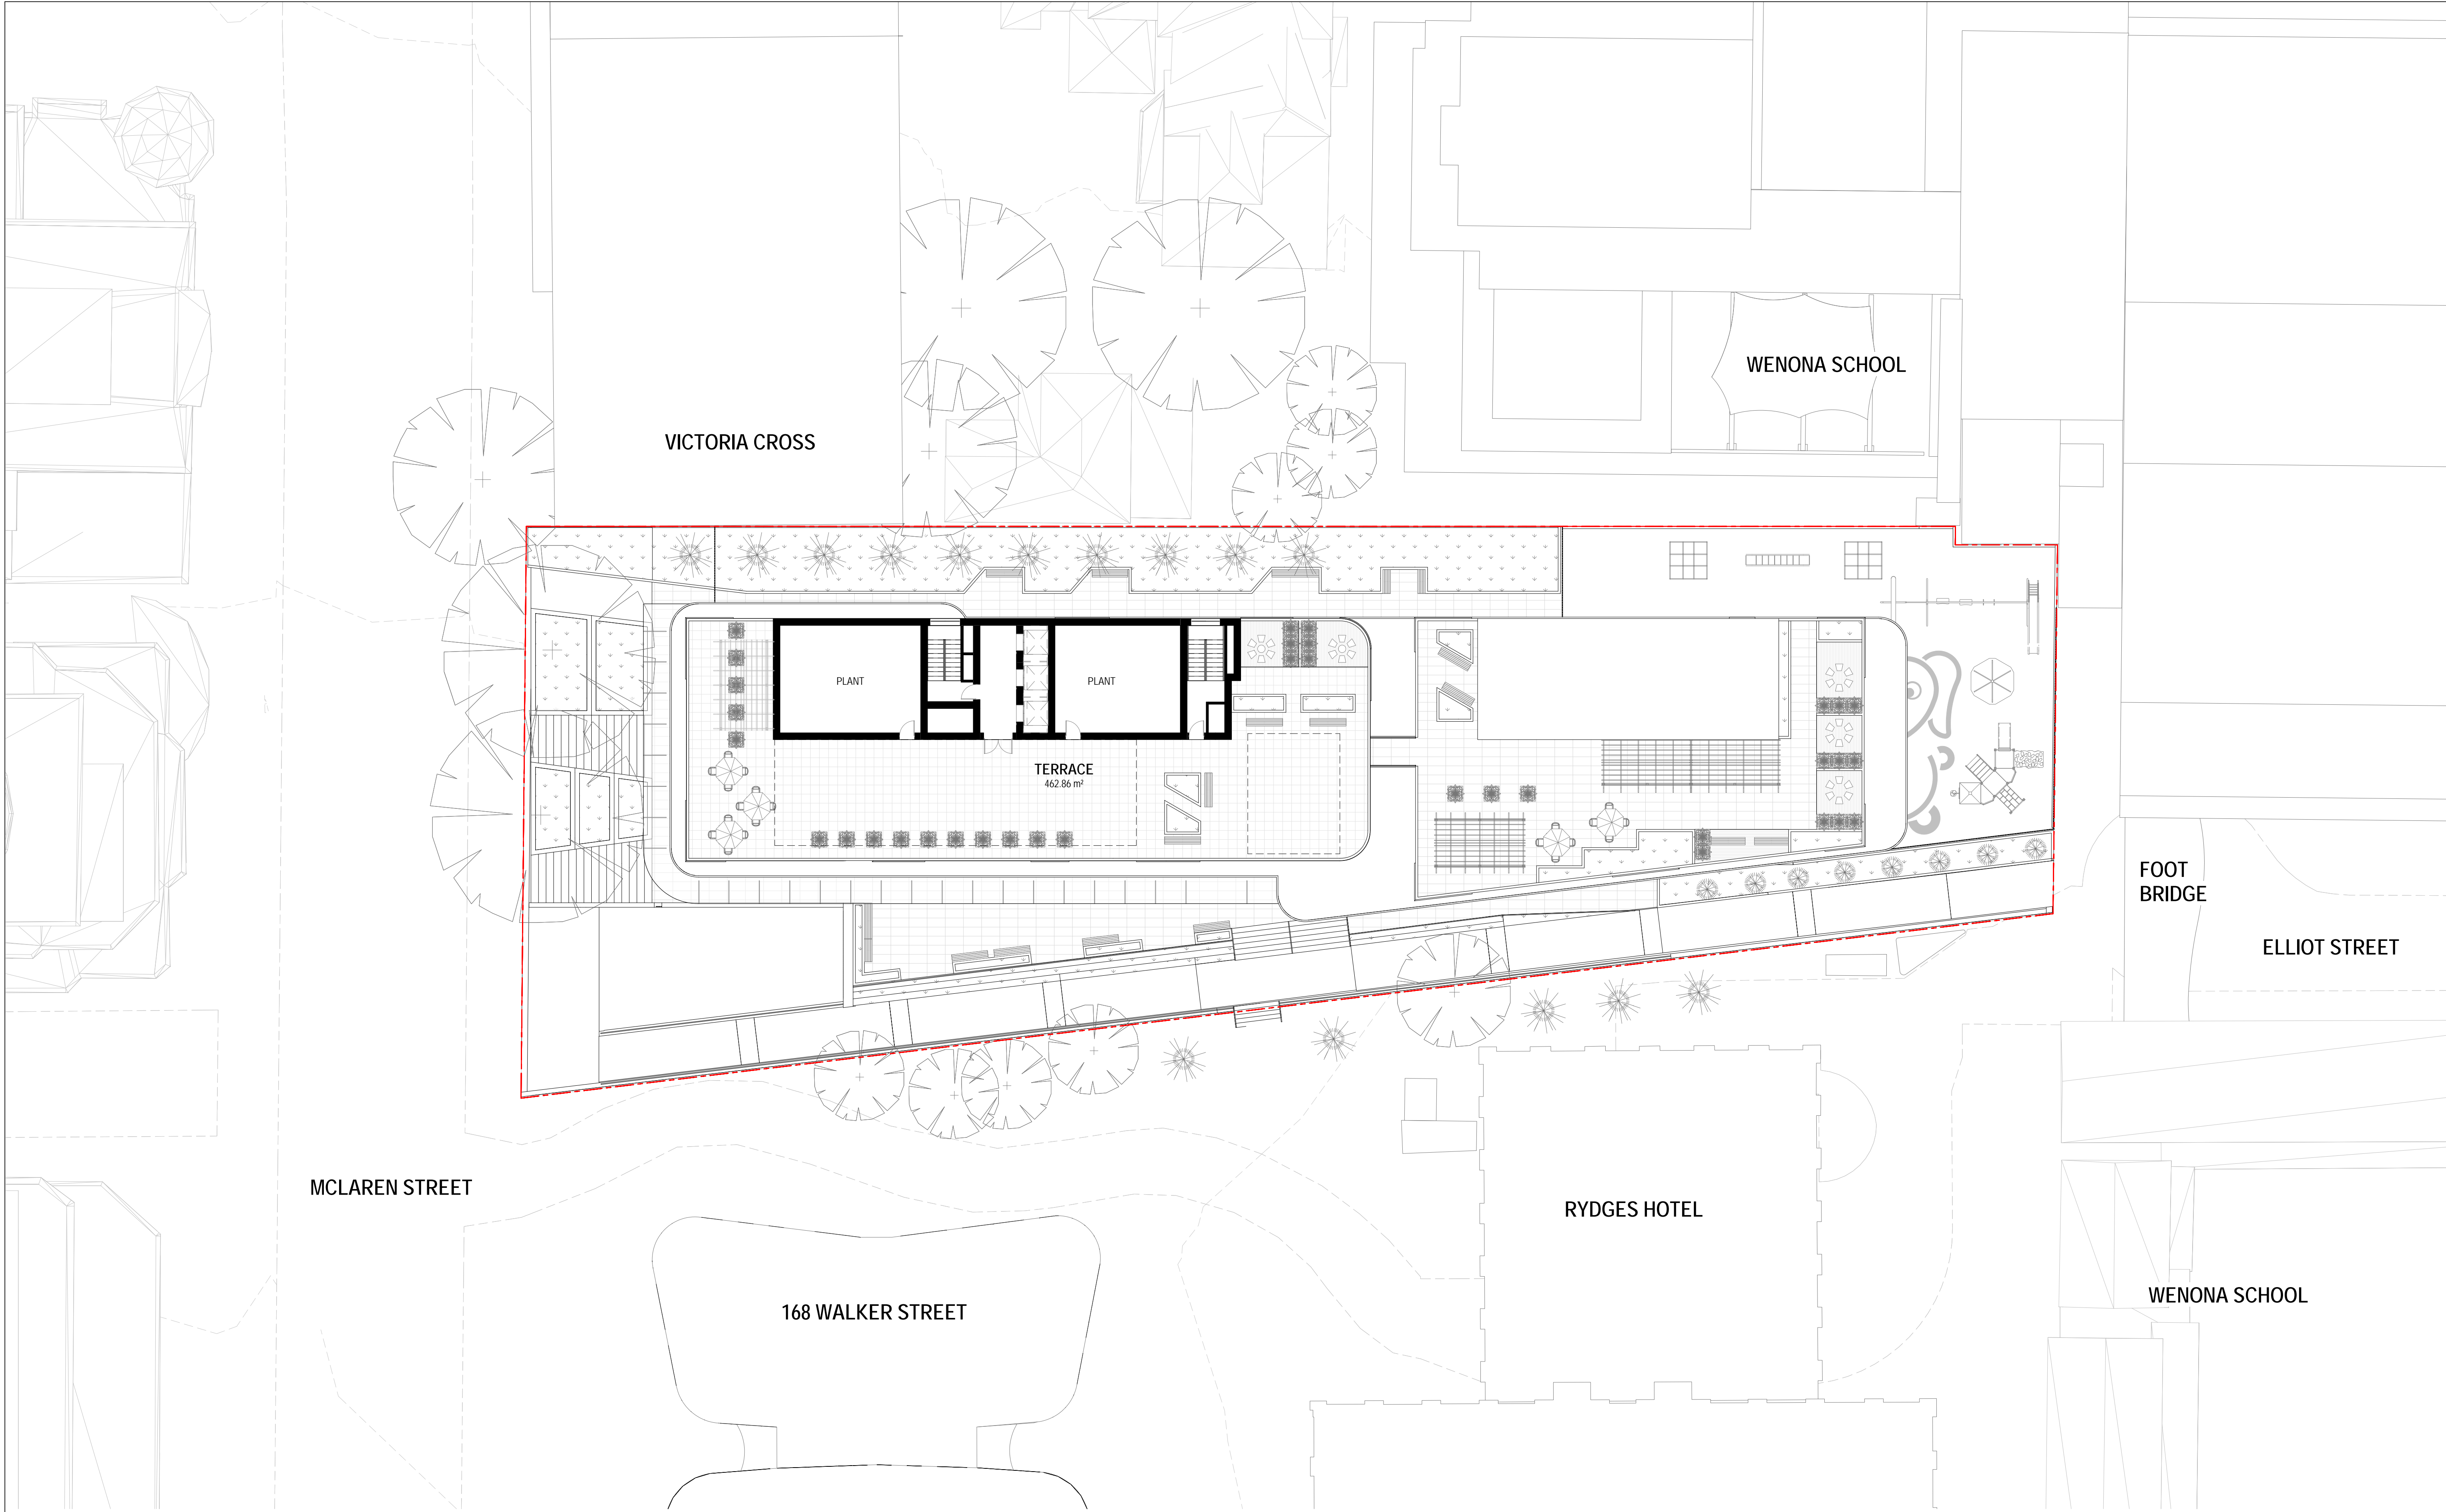 WENONA SCHOOL
VICTORIA CROSS
PLANT
PLANT
TERRACE
462.86 m²
FOOT
BRIDGE
ELLIOT STREET
MCLAREN STREET
RYDGES HOTEL
WENONA SCHOOL
168 WALKER STREET